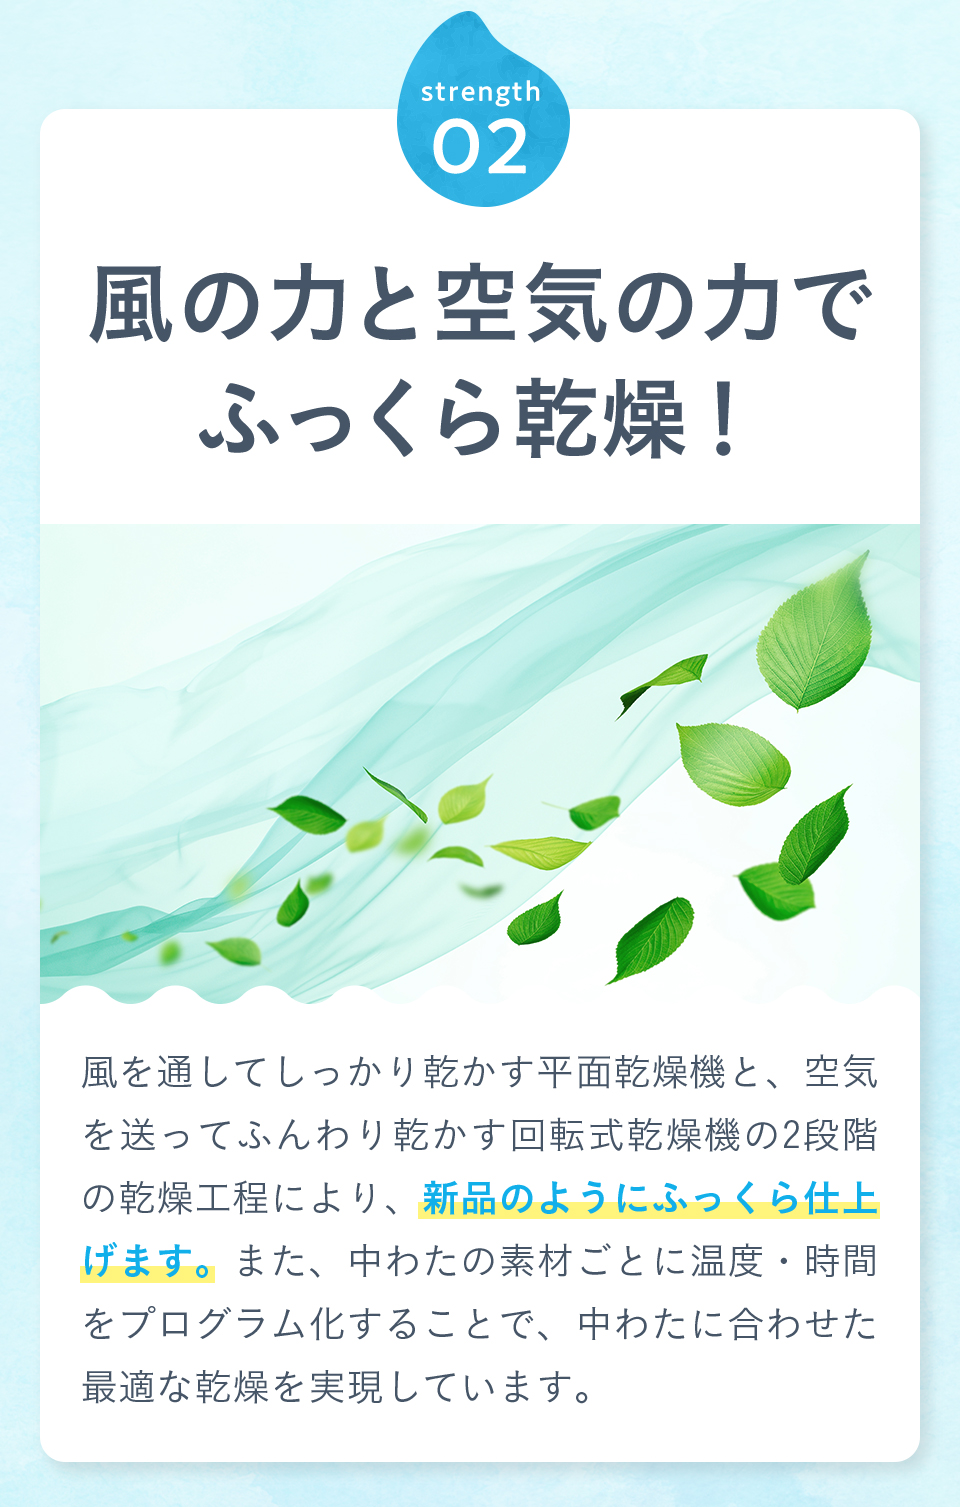 strength
02
風の力と空気の力で
ふっくら乾燥！
風を通してしっかり乾かす平面乾燥機と、空気
を送ってふんわり乾かす回転式乾燥機の2段階
の乾燥工程により、新品のようにふっくら仕上
げます。また、中わたの素材ごとに温度・時間
をプログラム化することで、中わたに合わせた
最適な乾燥を実現しています。